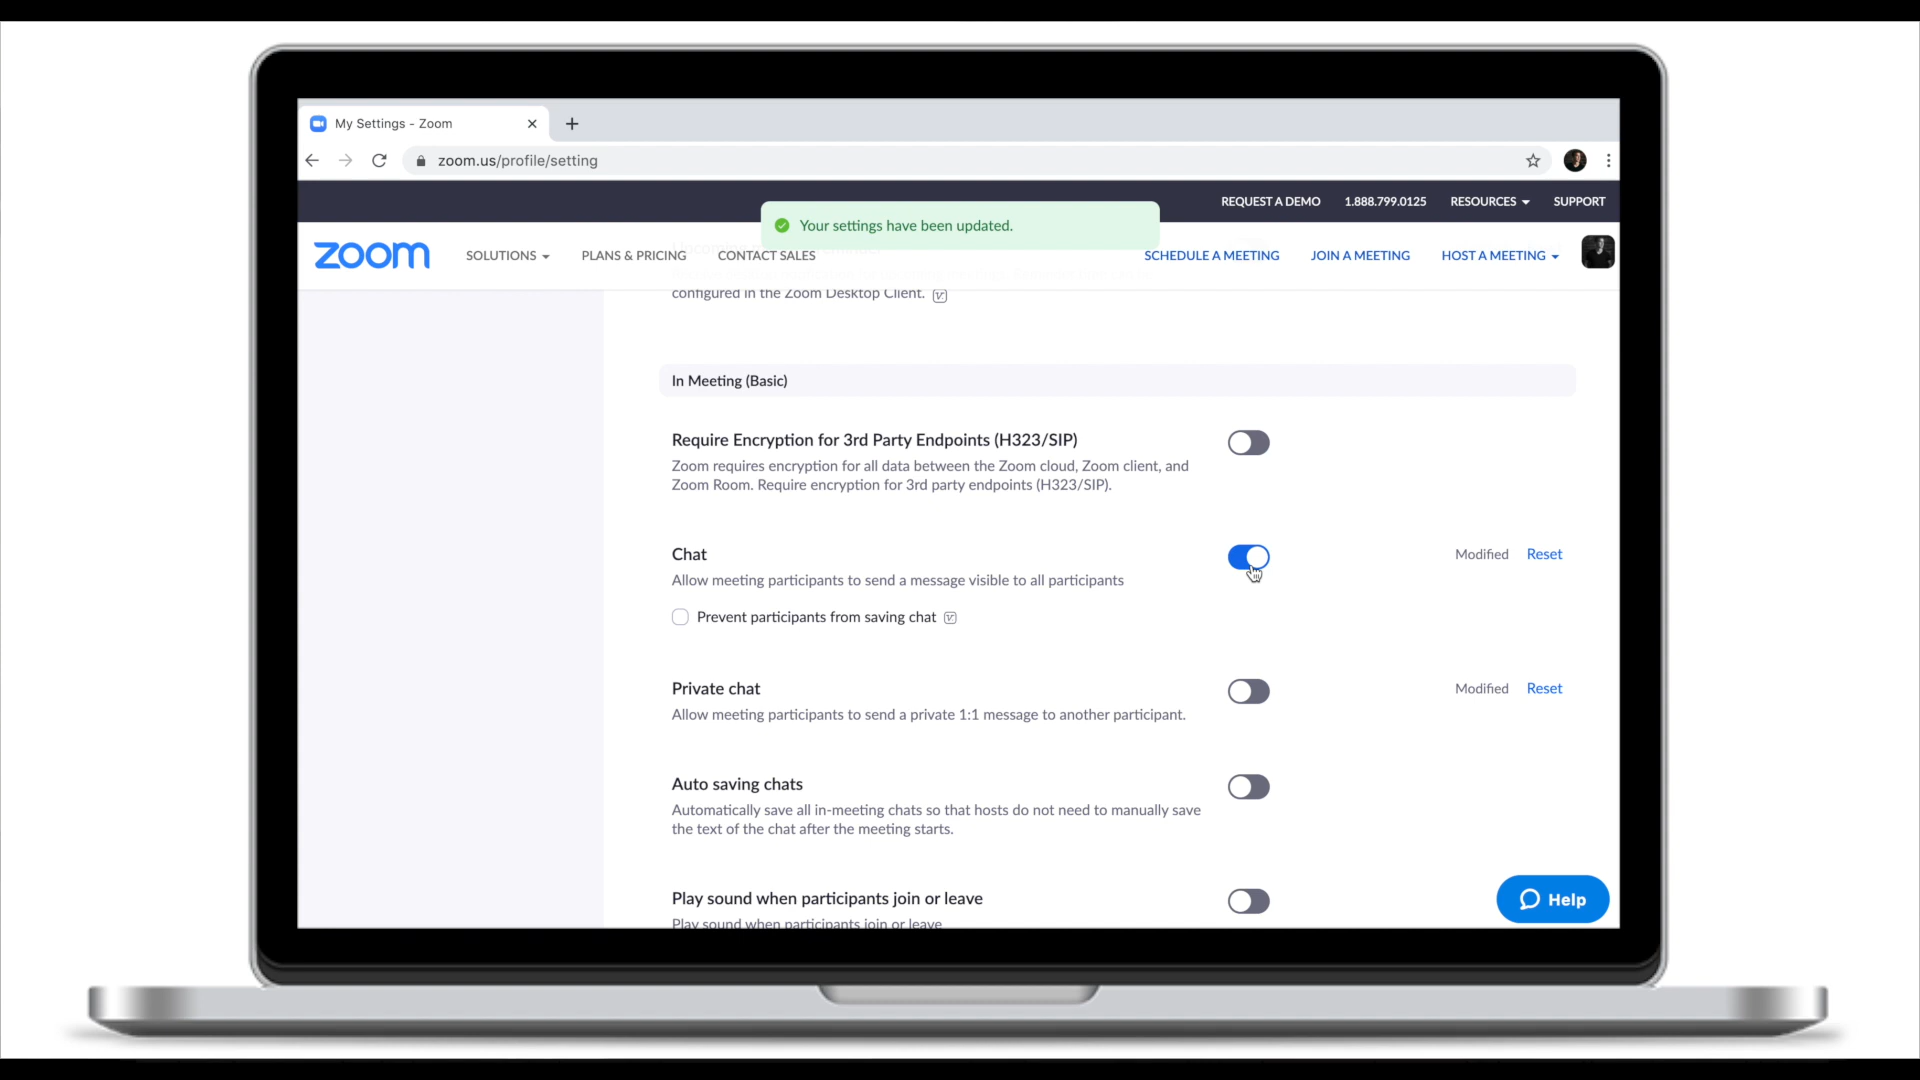 My Settings - Zoom
zoom.us/profile/setting
REQUEST A DEMO 1.888.799.0125 RESOURCES SUPPORT
Your settings have been updated.
zoom SOLUTIONS PLANS & PRICING CONTACT SALES SCHEDULE A MEETING JOIN A MEETING HOST A MEETING
configured in the Zoom Desktop Client.
In Meeting (Basic)
Require Encryption for 3rd Party Endpoints (H323/SIP)
Zoom requires encryption for all data between the Zoom cloud, Zoom client, and
Zoom Room. Require encryption for 3rd party endpoints (H323/SIP).
Chat Modified Reset
Allow meeting participants to send a message visible to all participants
Prevent participants from saving chat
Private chat Modified Reset
Allow meeting participants to send a private 1:1 message to another participant.
Auto saving chats
Automatically save all in-meeting chats so that hosts do not need to manually save
the text of the chat after the meeting starts.
Play sound when participants join or leave
Play sound when participants join or leave
Help